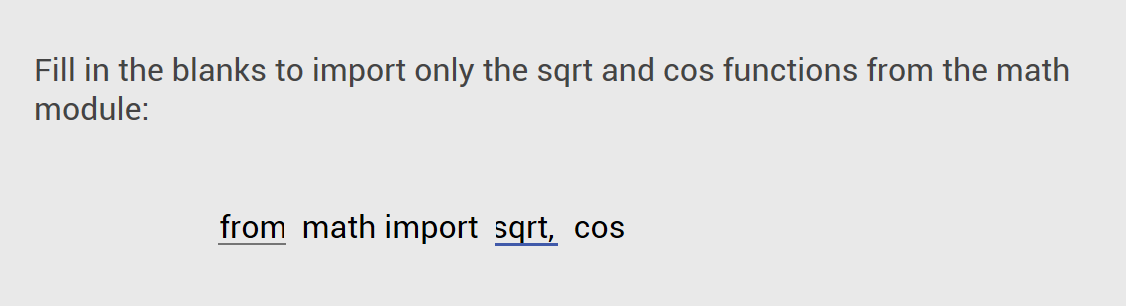 Fill in the blanks to import only the sqrt and cos functions from the math
module:
from math import sqrt, cos